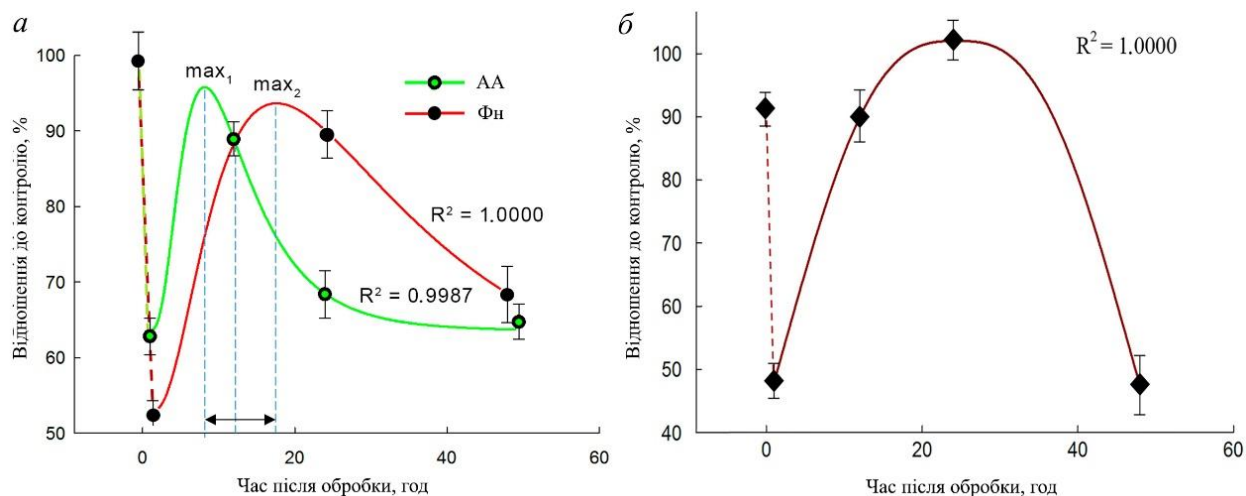 а
100
90
80
70
60
50
0
20
40
60
Відношення до контролю, %
Час після обробки, год
max1
max2
АА
Фн
R² = 1.0000
R² = 0.9987
б
100
90
80
70
60
50
40
0
20
40
60
Відношення до контролю, %
Час після обробки, год
R² = 1.0000